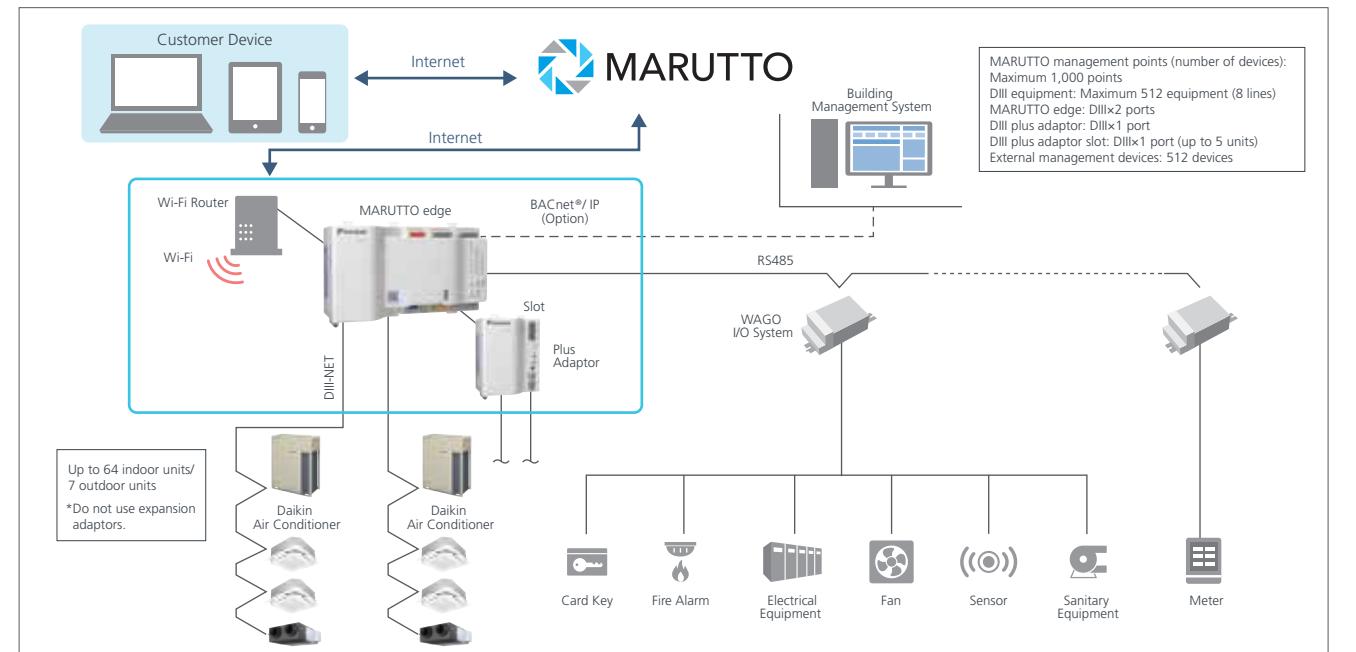 Customer Device
Internet
MARUTTO
MARUTTO management points (number of devices):
Maximum 1,000 points
DIII equipment: Maximum 512 equipment (8 lines)
MARUTTO edge: DIII×2 ports
DIII plus adaptor: DIII×1 port
DIII plus adaptor slot: DIII×1 port (up to 5 units)
External management devices: 512 devices
Building
Management System
Internet
Wi-Fi Router
MARUTTO edge
BACnet®/ IP
(Option)
Wi-Fi
RS485
Slot
WAGO
I/O System
Plus
Adaptor
DIII-NET
Up to 64 indoor units/
7 outdoor units
*Do not use expansion
adaptors.
Daikin
Air Conditioner
Daikin
Air Conditioner
Card Key
Fire Alarm
Electrical
Equipment
Fan
Sensor
Sanitary
Equipment
Meter